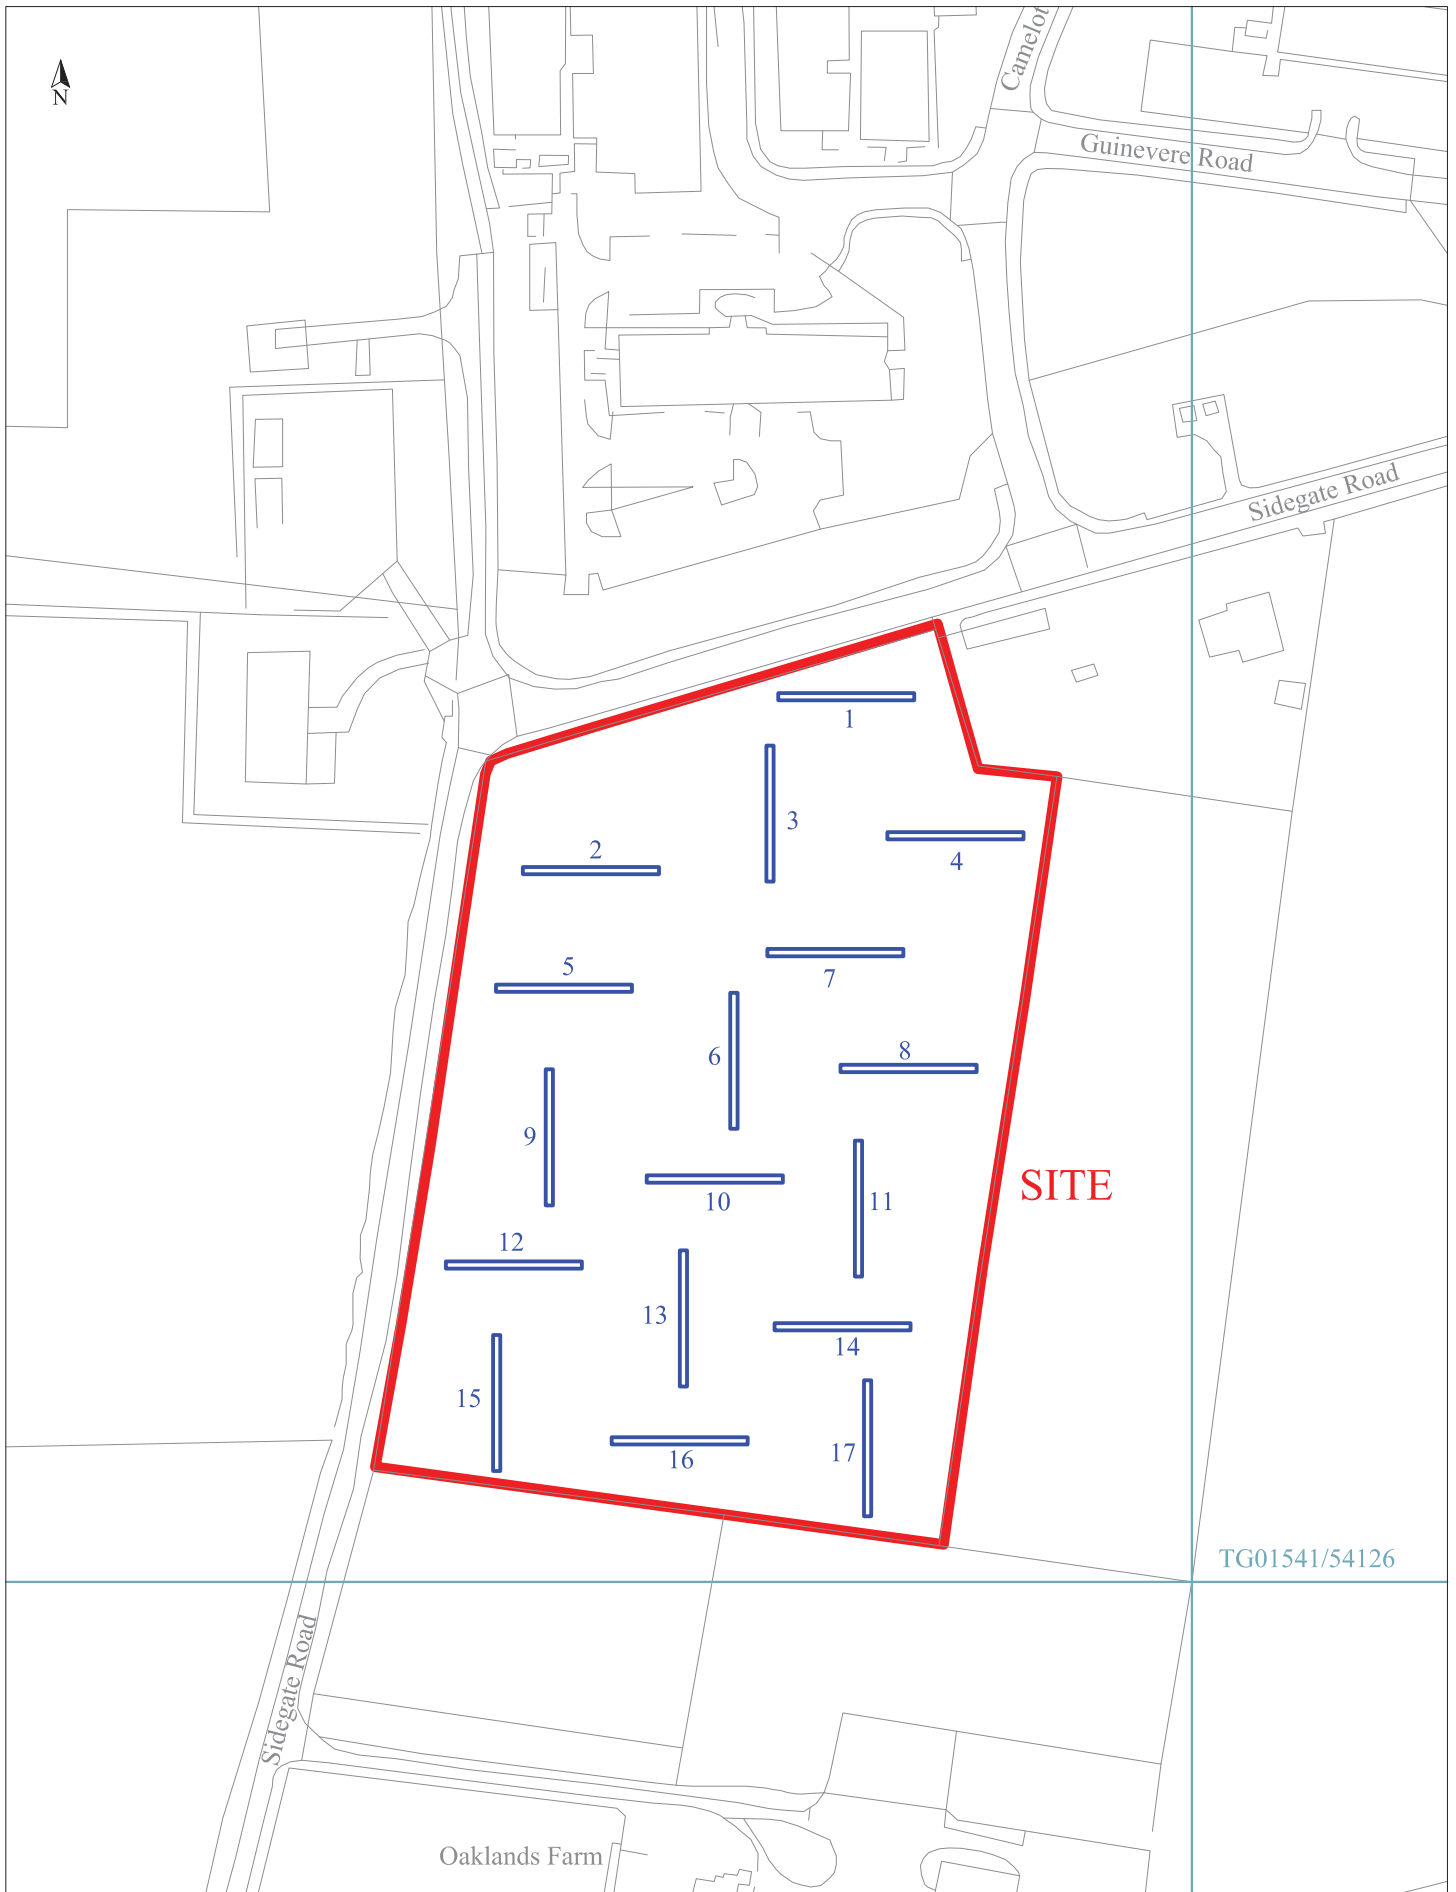 Camelot
N
Guinevere Road
Sidegate Road
1
3
2
4
5
7
6
8
9
SITE
10
11
12
13
14
15
16
17
TG01541/54126
Sidegate Road
Oaklands Farm